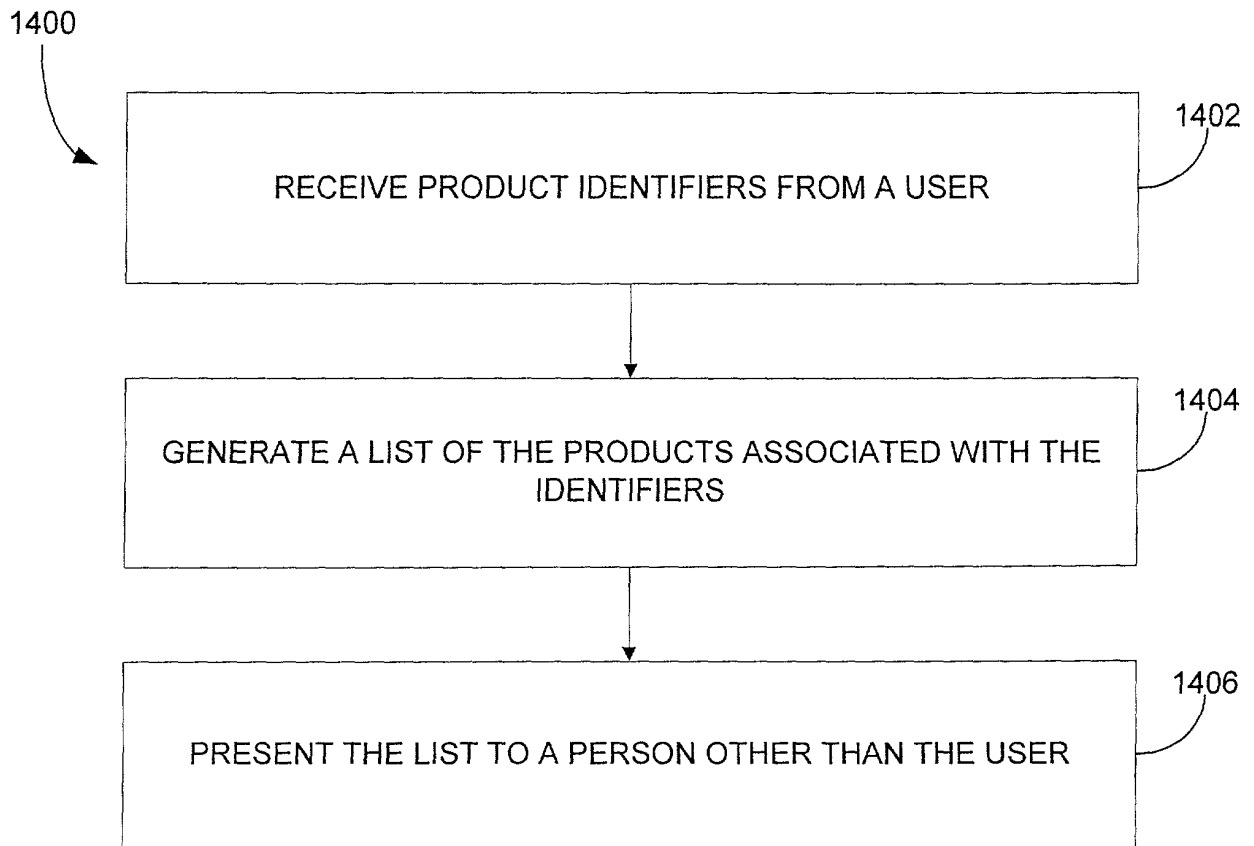 1400
1402
RECEIVE PRODUCT IDENTIFIERS FROM A USER
1404
GENERATE A LIST OF THE PRODUCTS ASSOCIATED WITH THE
IDENTIFIERS
1406
PRESENT THE LIST TO A PERSON OTHER THAN THE USER